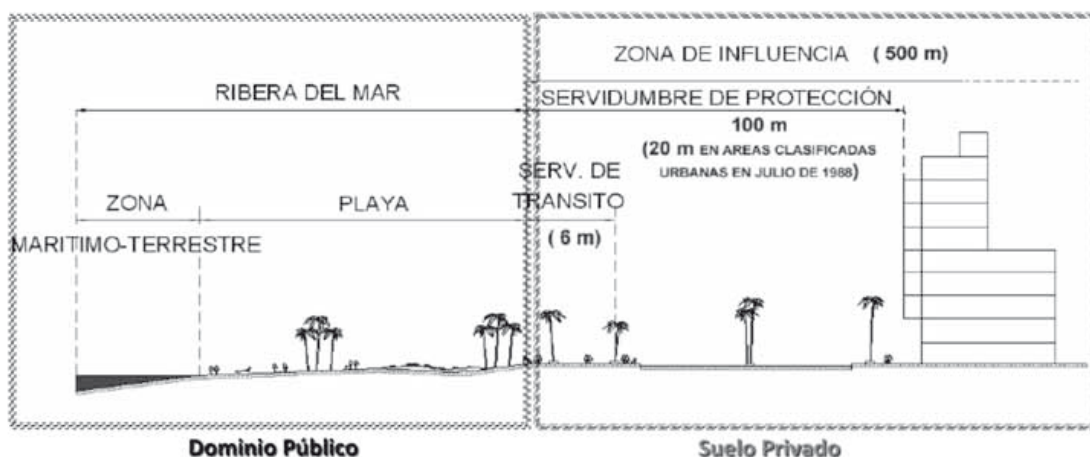 ZONA DE INFLUENCIA ( 500 m)
RIBERA DEL MAR
SERVIDUMBRE DE PROTECCIÓN
100 m
(20 m EN AREAS CLASIFICADAS
URBANAS EN JULIO DE 1988)
SERV. DE
TRANSITO
( 6 m)
ZONA
MARITIMO-TERRESTRE
PLAYA
Dominio Público
Suelo Privado